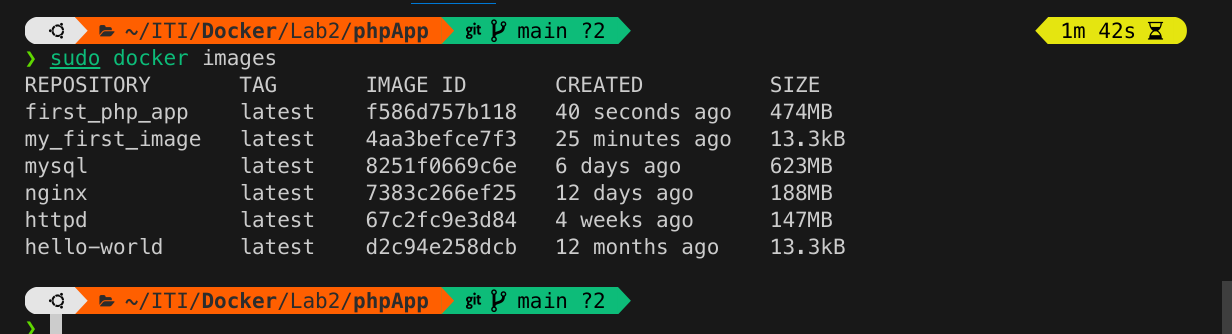 ~/ITI/Docker/Lab2/phpApp git main ?2 1m 42s
❯ sudo docker images
REPOSITORY TAG IMAGE ID CREATED SIZE
first_php_app latest f586d757b118 40 seconds ago 474MB
my_first_image latest 4aa3befce7f3 25 minutes ago 13.3kB
mysql latest 8251f0669c6e 6 days ago 623MB
nginx latest 7383c266ef25 12 days ago 188MB
httpd latest 67c2fc9e3d84 4 weeks ago 147MB
hello-world latest d2c94e258dcb 12 months ago 13.3kB
~/ITI/Docker/Lab2/phpApp git main ?2
❯